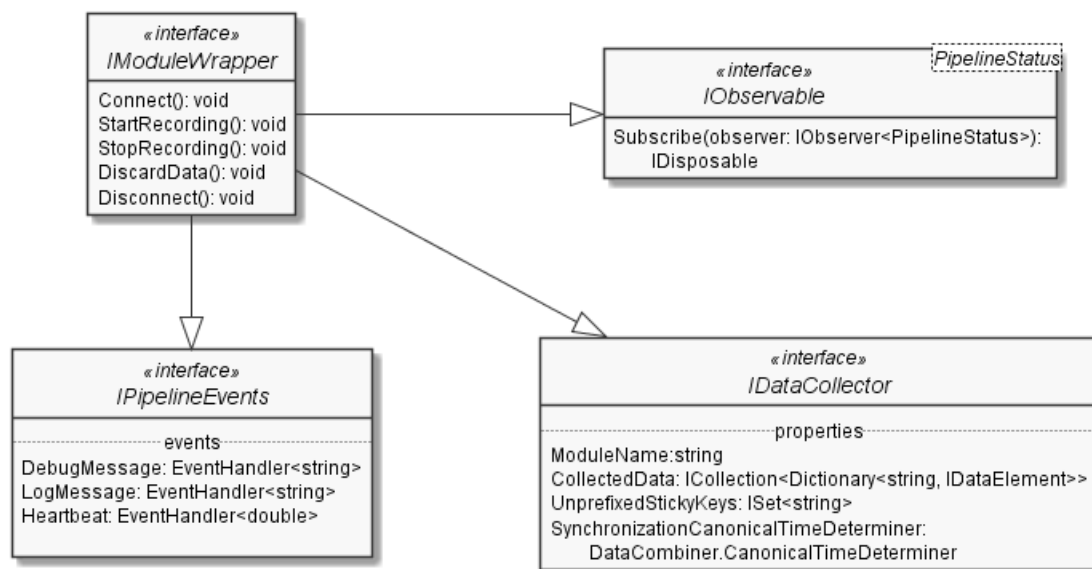 «interface»
IModuleWrapper
Connect(): void
StartRecording(): void
StopRecording(): void
DiscardData(): void
Disconnect(): void
PipelineStatus
«interface»
IObservable
Subscribe(observer: IObserver<PipelineStatus>):
IDisposable
«interface»
IPipelineEvents
events
DebugMessage: EventHandler<string>
LogMessage: EventHandler<string>
Heartbeat: EventHandler<double>
«interface»
IDataCollector
properties
ModuleName:string
CollectedData: ICollection<Dictionary<string, IDataElement>>
UnprefixedStickyKeys: ISet<string>
SynchronizationCanonicalTimeDeterminer:
DataCombiner.CanonicalTimeDeterminer